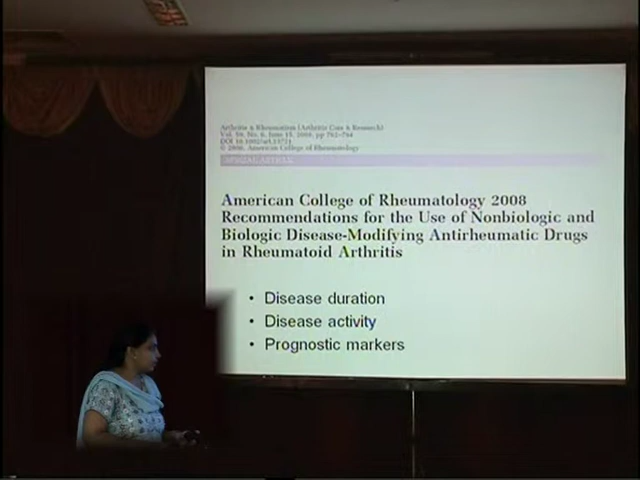 Arthritis & Rheumatism (Arthritis Care & Research)
Vol. 59, No. 6, June 15, 2008, pp 762–784
DOI 10.1002/art.23721
© 2008, American College of Rheumatology
SPECIAL ARTICLE
American College of Rheumatology 2008
Recommendations for the Use of Nonbiologic and
Biologic Disease-Modifying Antirheumatic Drugs
in Rheumatoid Arthritis
• Disease duration
• Disease activity
• Prognostic markers